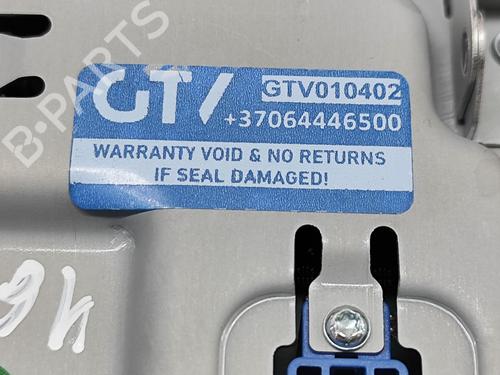 GTV
GTV010402
+37064446500
WARRANTY VOID & NO RETURNS
IF SEAL DAMAGED!
B-PARTS